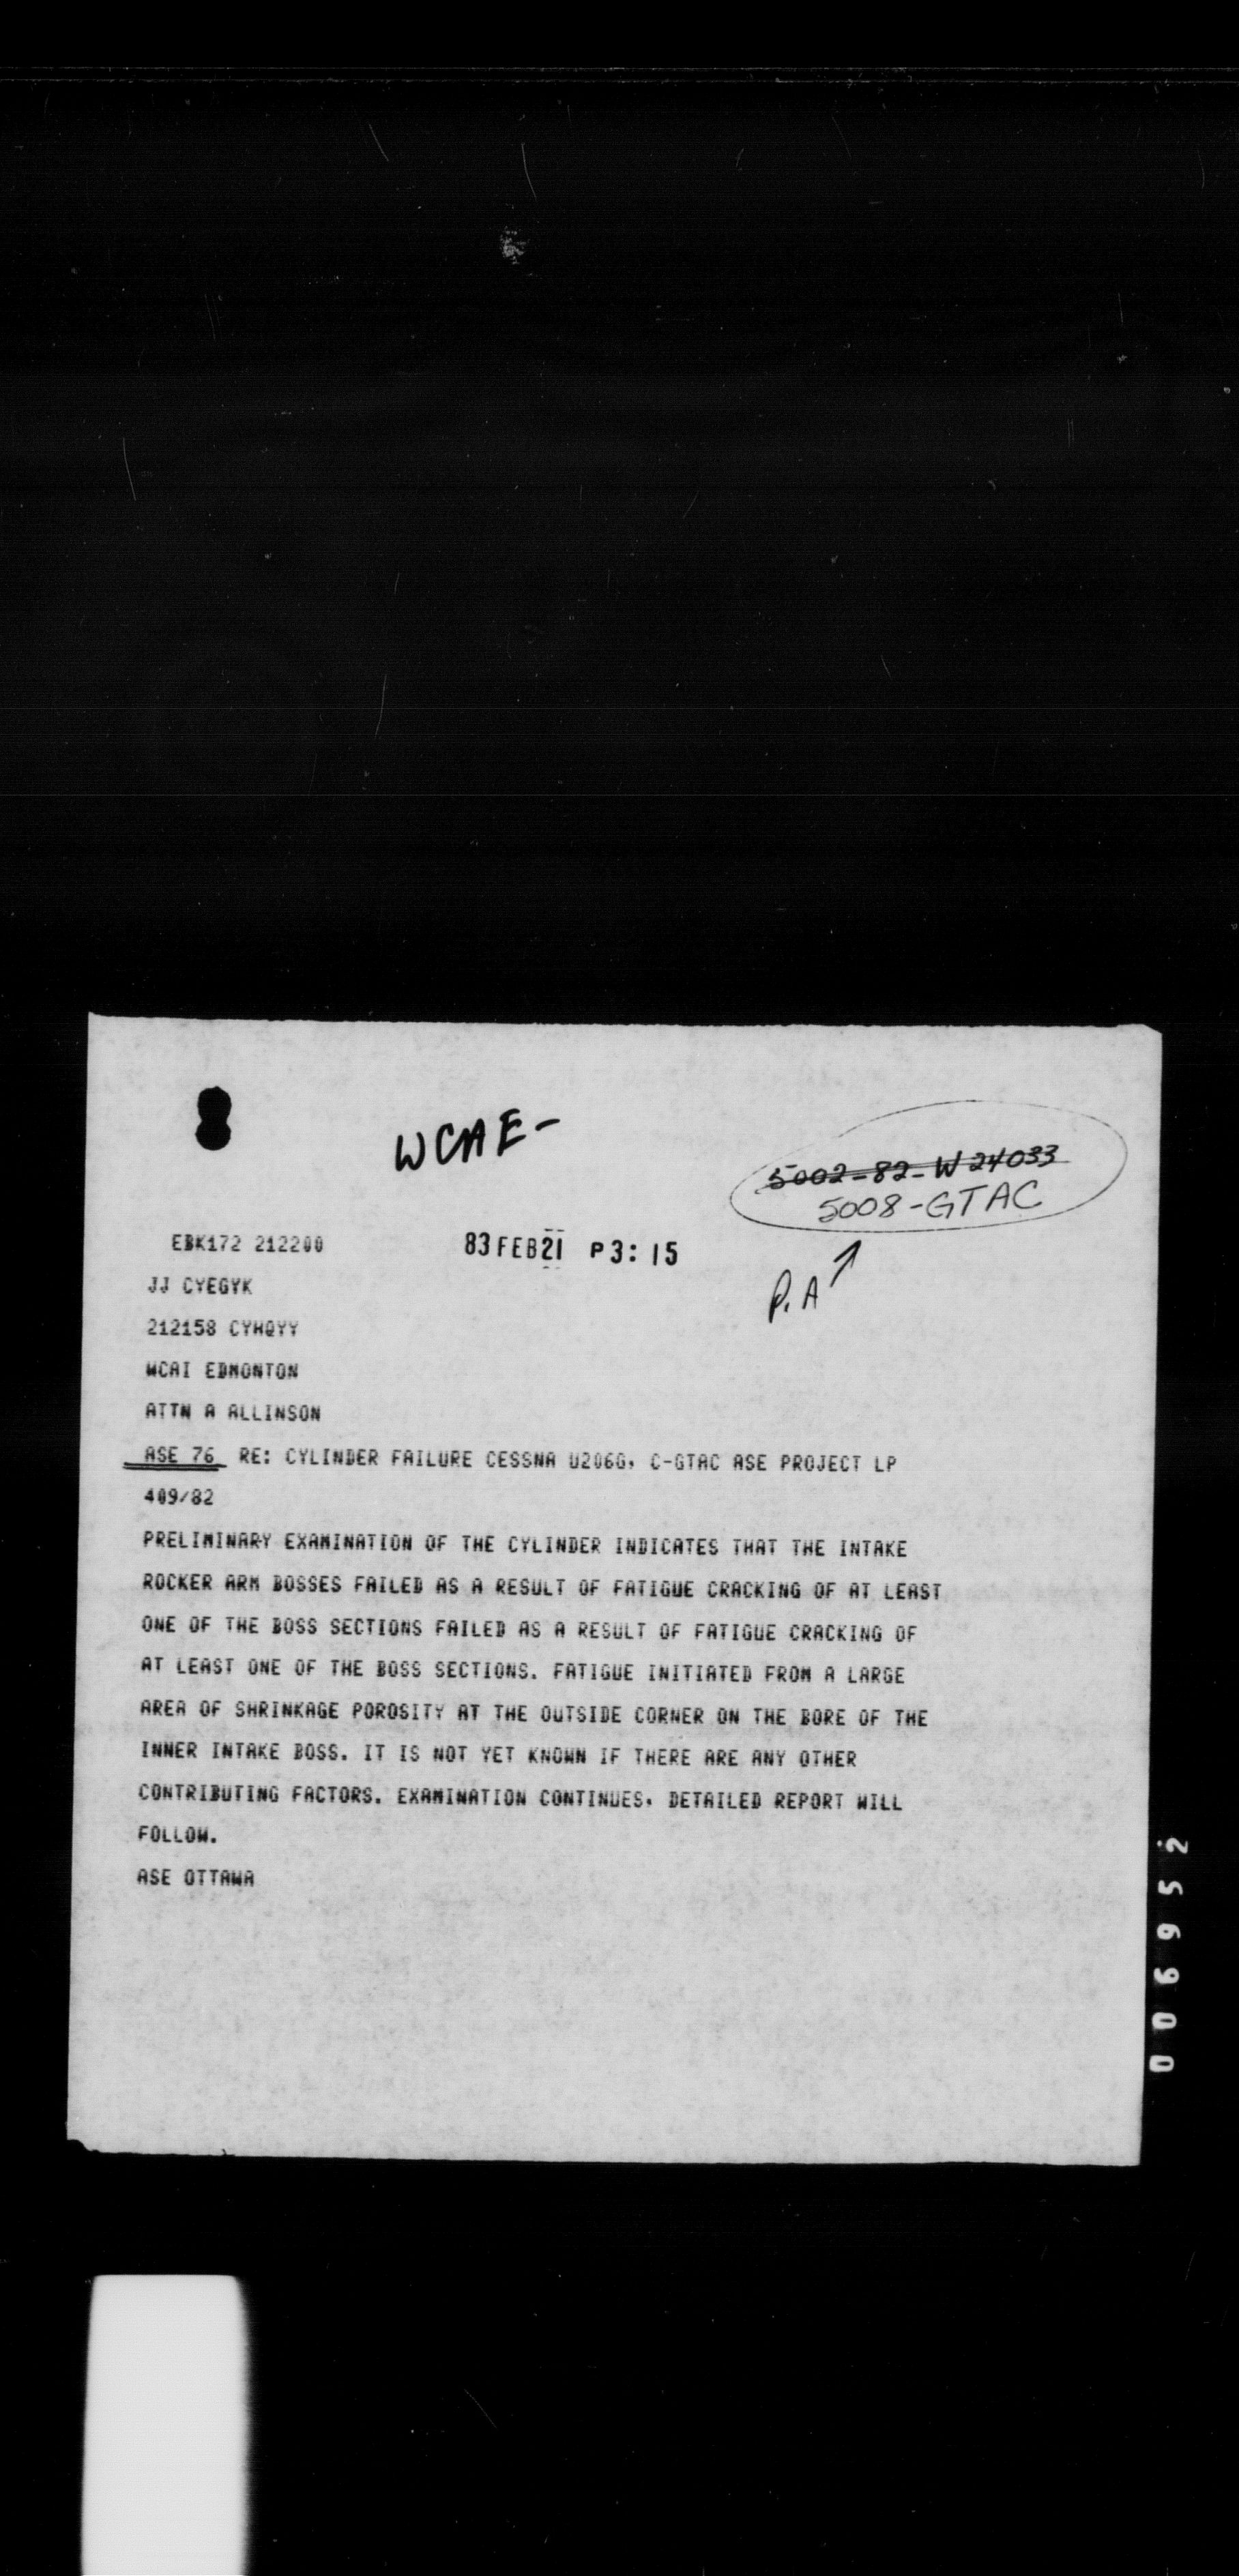 WCAE-
5002-82-W24033
5008-GTAC
P.A
EBK172 212200
83 FEB 21 P3:15
JJ CYEGYK
212158 CYHQYY
WCAI EDMONTON
ATTN A ALLINSON
ASE 76 RE: CYLINDER FAILURE CESSNA U206G, C-GTAC ASE PROJECT LP
409/82
PRELIMINARY EXAMINATION OF THE CYLINDER INDICATES THAT THE INTAKE
ROCKER ARM BOSSES FAILED AS A RESULT OF FATIGUE CRACKING OF AT LEAST
ONE OF THE BOSS SECTIONS FAILED AS A RESULT OF FATIGUE CRACKING OF
AT LEAST ONE OF THE BOSS SECTIONS. FATIGUE INITIATED FROM A LARGE
AREA OF SHRINKAGE POROSITY AT THE OUTSIDE CORNER ON THE BORE OF THE
INNER INTAKE BOSS. IT IS NOT YET KNOWN IF THERE ARE ANY OTHER
CONTRIBUTING FACTORS. EXAMINATION CONTINUES. DETAILED REPORT WILL
FOLLOW.
ASE OTTAWA
006952